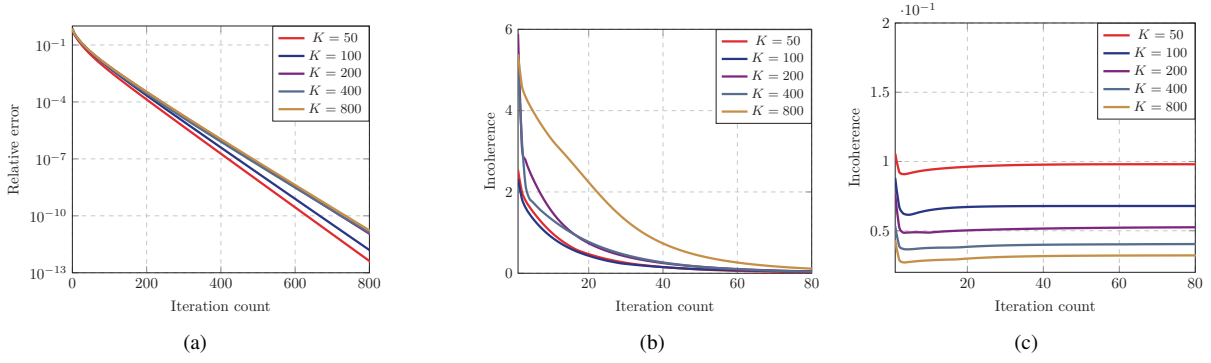 10^{-1}
10^{-4}
10^{-7}
10^{-10}
10^{-13}
0
200
400
600
800
Relative error
Iteration count
K = 50
K = 100
K = 200
K = 400
K = 800
(a)
6
4
2
0
20
40
60
80
Incoherence
Iteration count
K = 50
K = 100
K = 200
K = 400
K = 800
(b)
·10^{-1}
2
1.5
1
0.5
20
40
60
80
Incoherence
Iteration count
K = 50
K = 100
K = 200
K = 400
K = 800
(c)